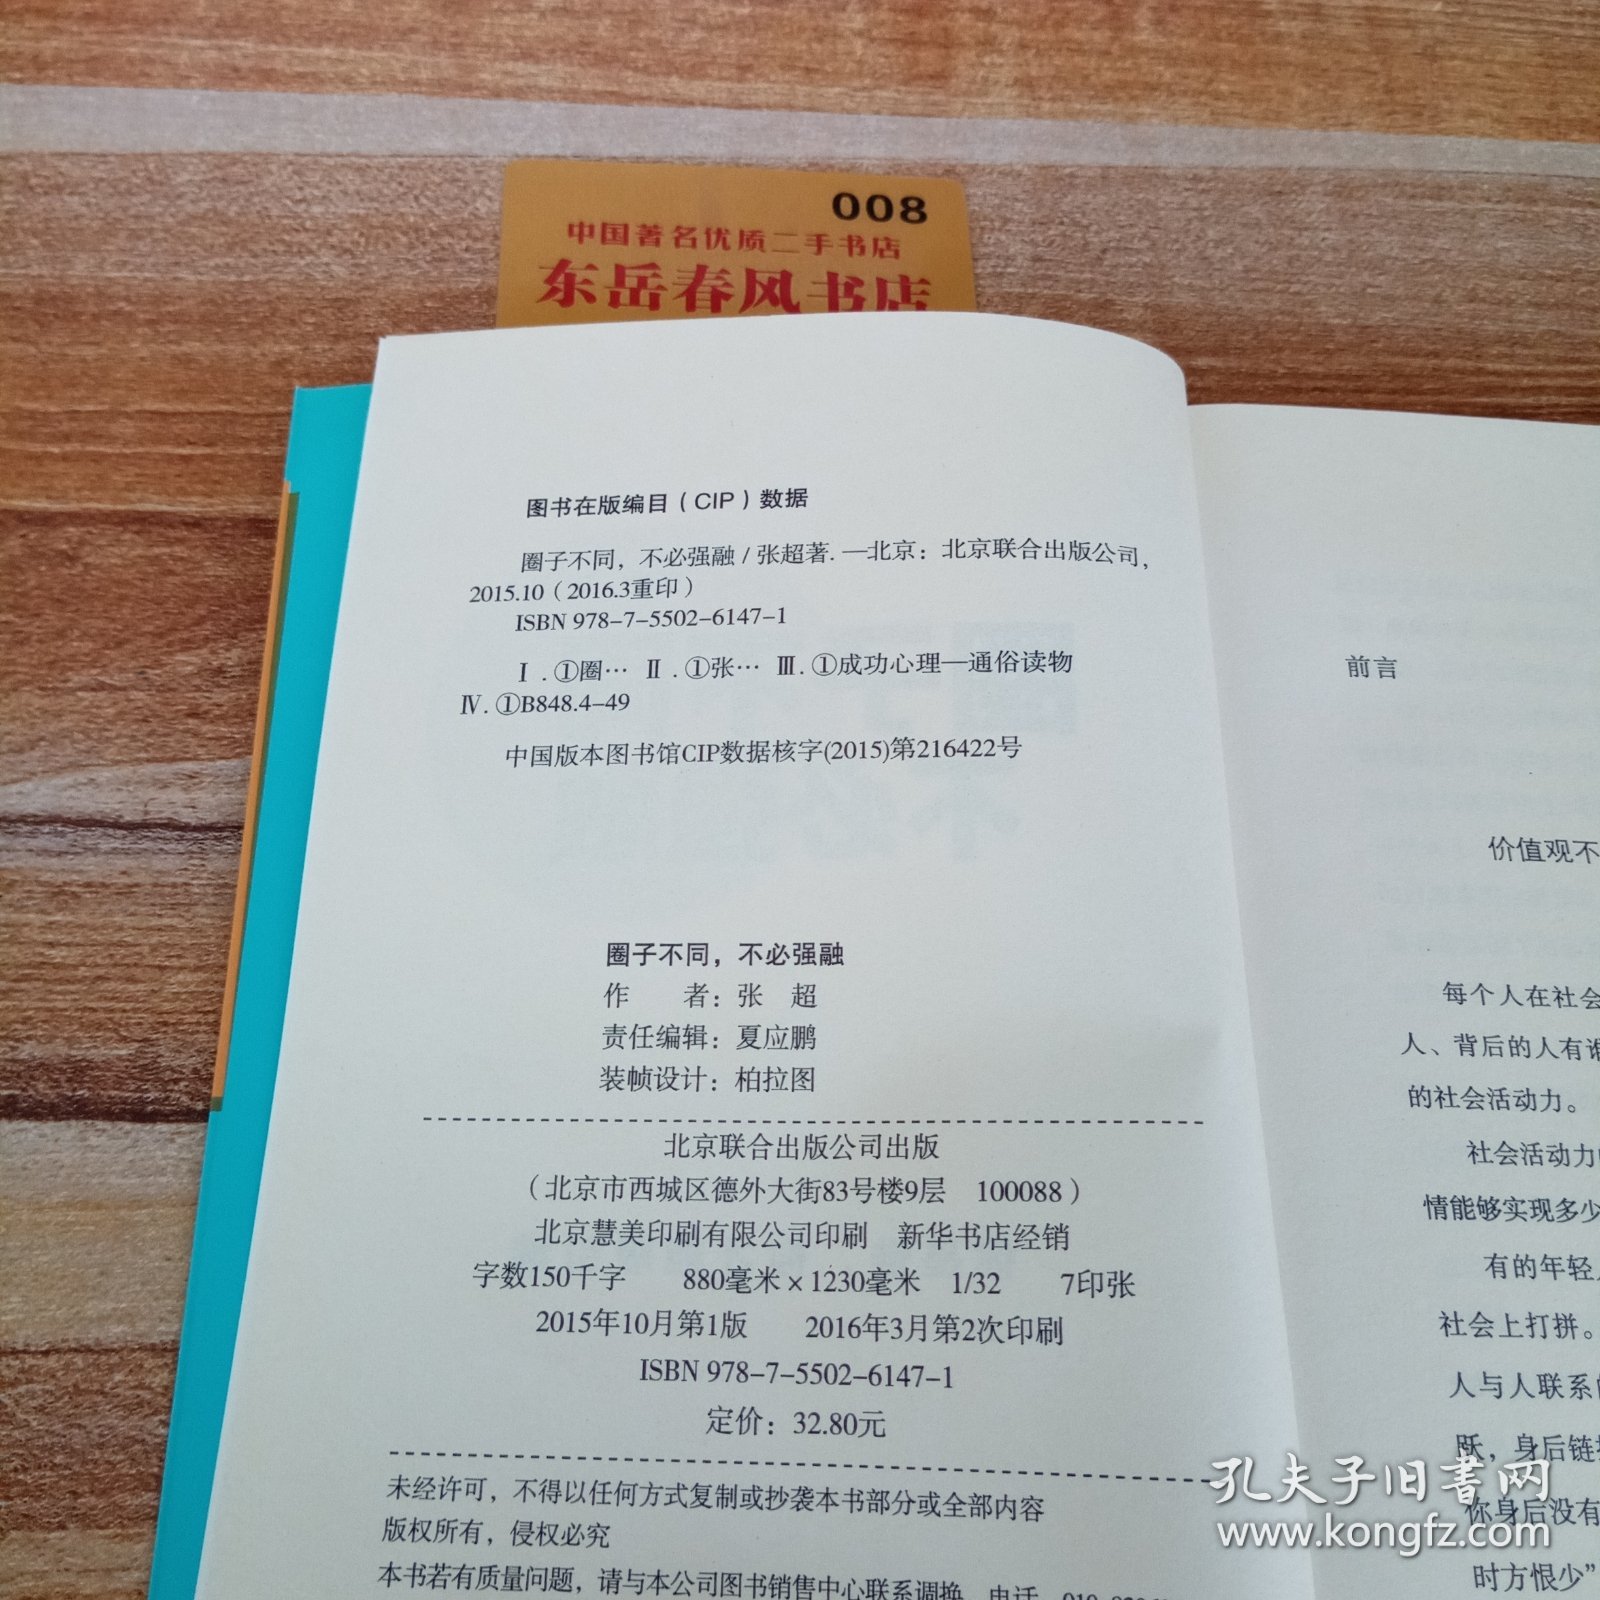 008
中国著名优质二手书店
东岳春风书店
图书在版编目（CIP）数据
圈子不同，不必强融 / 张超著. —北京：北京联合出版公司，
2015.10（2016.3重印）
ISBN 978-7-5502-6147-1
Ⅰ.①圈… Ⅱ.①张… Ⅲ.①成功心理—通俗读物
Ⅳ.①B848.4-49
中国版本图书馆CIP数据核字(2015)第216422号
圈子不同，不必强融
作 者：张 超
责任编辑：夏应鹏
装帧设计：柏拉图
北京联合出版公司出版
（北京市西城区德外大街83号楼9层 100088）
北京慧美印刷有限公司印刷 新华书店经销
字数150千字 880毫米×1230毫米 1/32 7印张
2015年10月第1版 2016年3月第2次印刷
ISBN 978-7-5502-6147-1
定价：32.80元
未经许可，不得以任何方式复制或抄袭本书部分或全部内容
版权所有，侵权必究
本书若有质量问题，请与本公司图书销售中心联系调换。电话
前言
价值观不
每个人在社会
人、背后的人有
的社会活动力。
社会活动力
情能够实现多少
有的年轻
社会上打拼。
人与人联系
跃，身后链
你身后没有
时方恨少”
孔夫子旧书网
www.kongfz.com